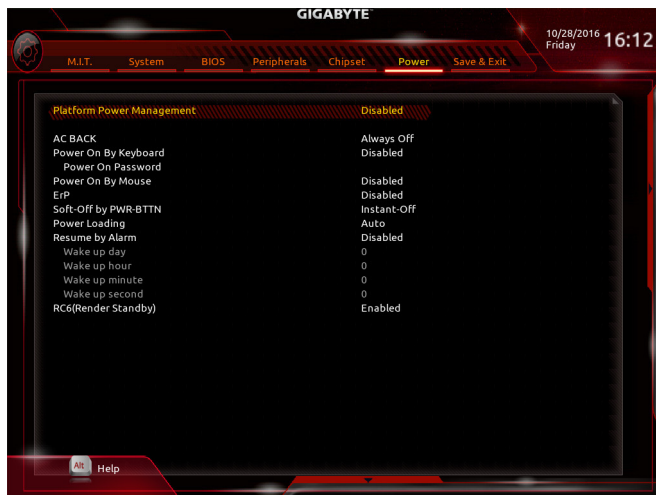 GIGABYTE™
10/28/2016 16:12
Friday
M.I.T. System BIOS Peripherals Chipset Power Save & Exit
Platform Power Management Disabled
AC BACK Always Off
Power On By Keyboard Disabled
Power On Password
Power On By Mouse Disabled
ErP Disabled
Soft-Off by PWR-BTTN Instant-Off
Power Loading Auto
Resume by Alarm Disabled
Wake up day 0
Wake up hour 0
Wake up minute 0
Wake up second 0
RC6(Render Standby) Enabled
Alt Help